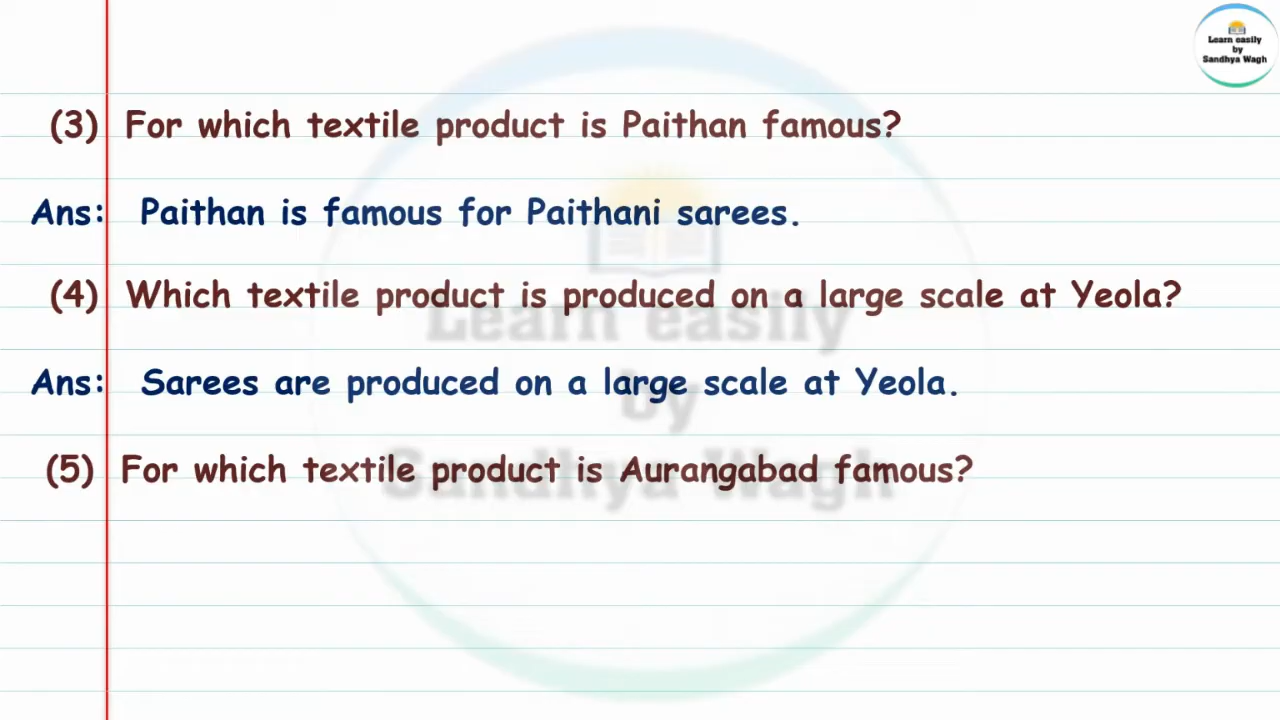 Learn easily
by
Sandhya Wagh
(3) For which textile product is Paithan famous?
Ans: Paithan is famous for Paithani sarees.
(4) Which textile product is produced on a large scale at Yeola?
Learn easily
Ans: Sarees are produced on a large scale at Yeola.
by
(5) For which textile product is Aurangabad famous?
Sandhya Wagh